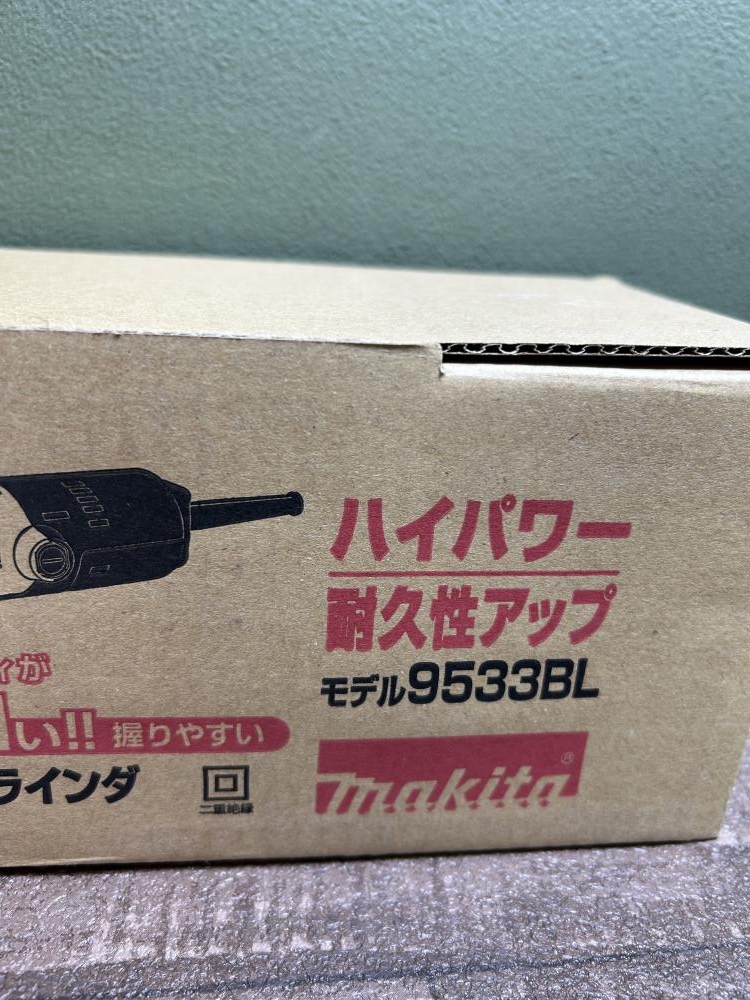 ハイパワー
耐久性アップ
モデル9533BL
ィが
い!! 握りやすい
ラインダ
二重絶縁
makita®